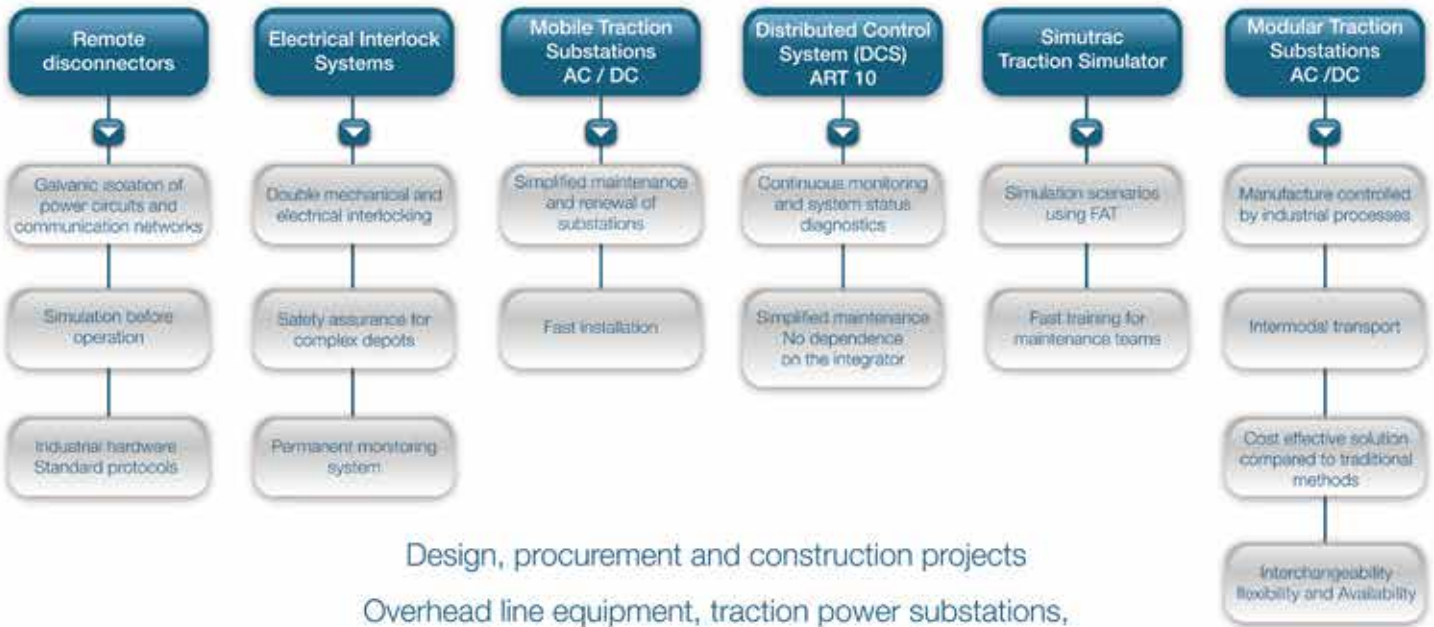 Remote
disconnectors
Galvanic isolation of
power circuits and
communication networks
Simulation before
operation
Industrial hardware
Standard protocols
Electrical Interlock
Systems
Double mechanical and
electrical interlocking
Safety assurance for
complex depots
Permanent monitoring
system
Mobile Traction
Substations
AC / DC
Simplified maintenance
and renewal of
substations
Fast installation
Distributed Control
System (DCS)
ART 10
Continuous monitoring
and system status
diagnostics
Simplified maintenance
No dependence
on the integrator
Simutrac
Traction Simulator
Simulation scenarios
using FAT
Fast training for
maintenance teams
Modular Traction
Substations
AC /DC
Manufacture controlled
by industrial processes
Intermodal transport
Cost effective solution
compared to traditional
methods
Interchangeability
flexibility and Availability
Design, procurement and construction projects
Overhead line equipment, traction power substations,